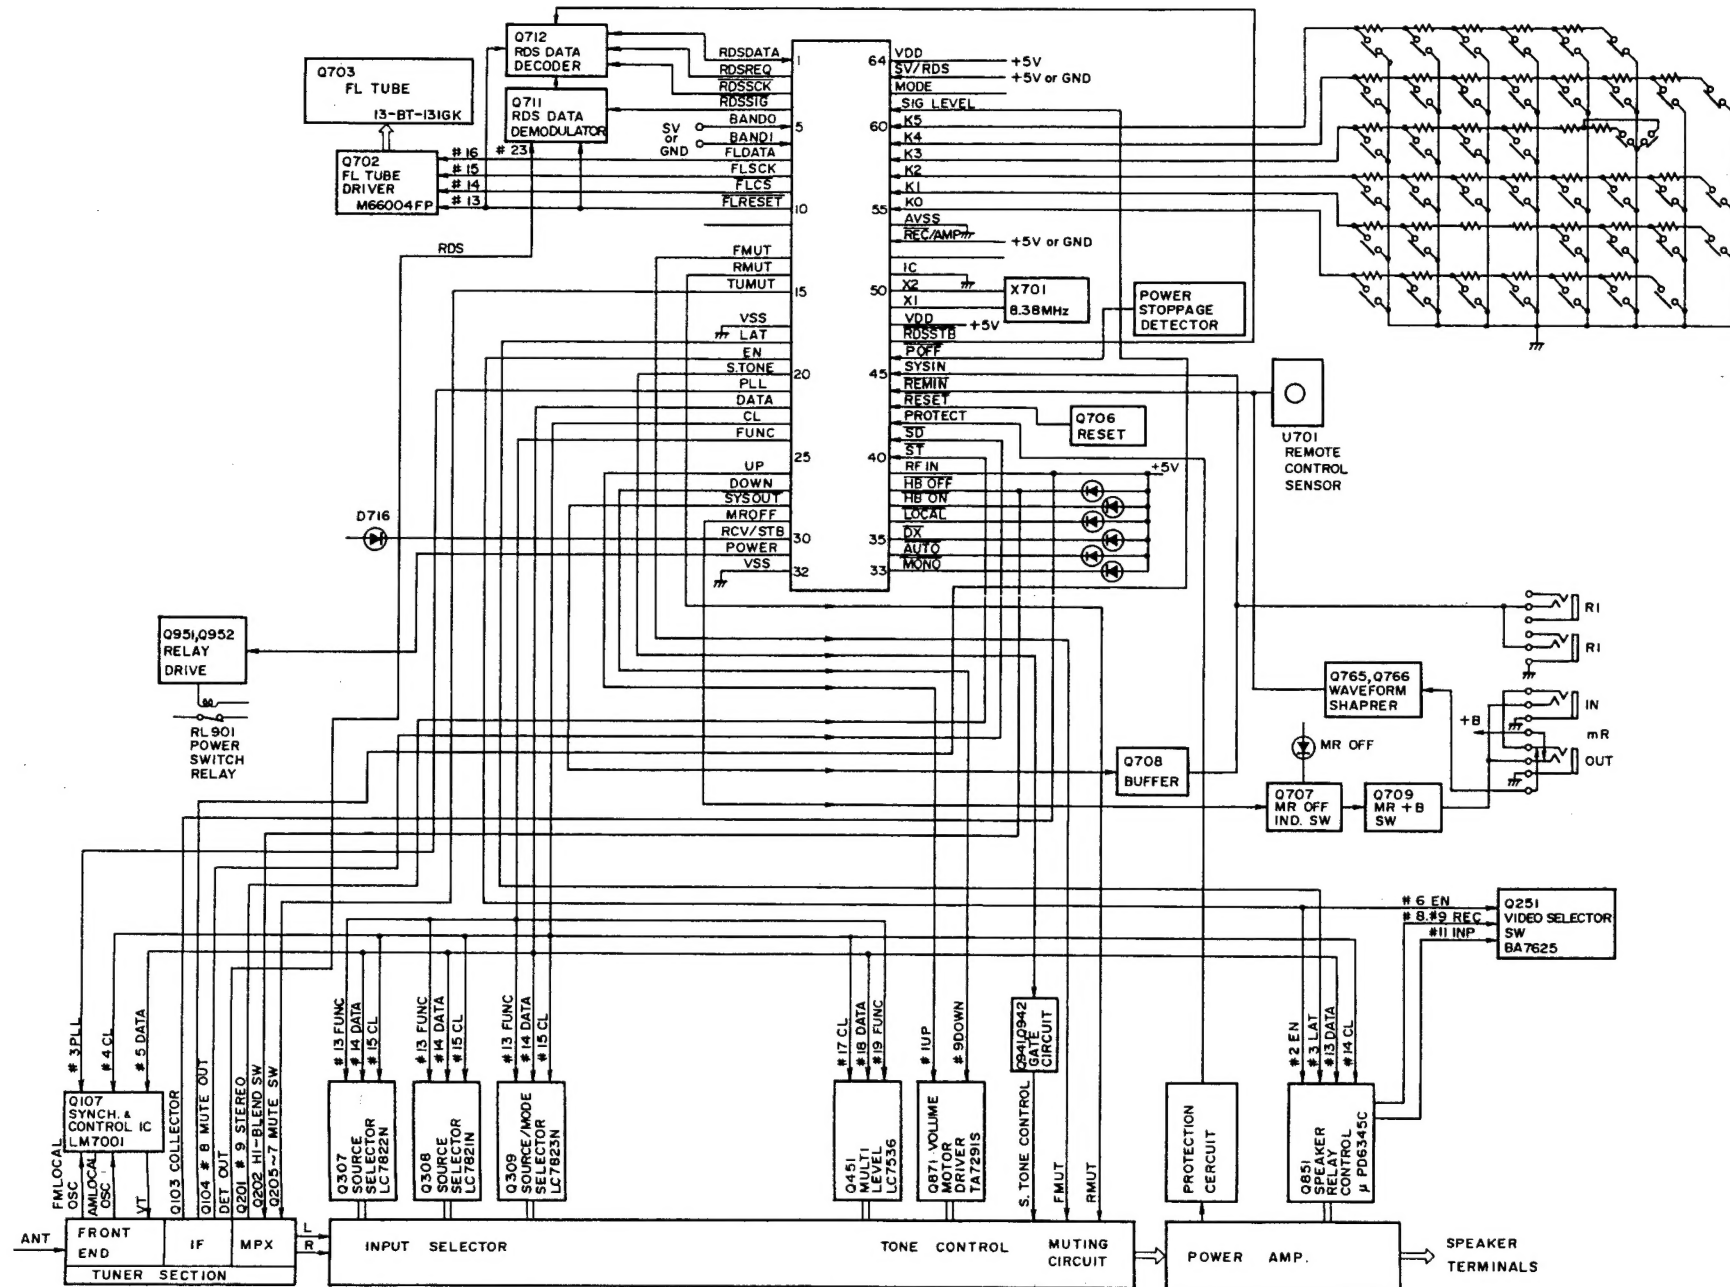 Q712
RDS DATA
DECODER
Q703
FL TUBE
13-BT-131GK
Q711
RDS DATA
DEMODULATOR
Q702
FL TUBE
DRIVER
M66004FP
# 16
# 15
# 14
# 13
# 23
SV
or
GND
RDS
RDSDATA
RDSREQ
RDSSCK
RDSSIG
BAND0
BAND1
FLDATA
FLSCK
FLCS
FLRESET
FMUT
RMUT
TUMUT
VSS
LAT
EN
S.TONE
PLL
DATA
CL
FUNC
UP
DOWN
SYSOUT
MROFF
RCV/STB
POWER
VSS
1
5
10
15
20
25
30
32
64
60
55
50
45
40
35
33
VDD
+5V
SV/RDS
+5V or GND
MODE
SIG LEVEL
K5
K4
K3
K2
K1
K0
AVSS
REC/AMP
+5V or GND
IC
X2
X1
VDD
+5V
RDSSTB
POFF
SYSIN
REMIN
RESET
PROTECT
SD
ST
RF IN
+5V
HB OFF
HB ON
LOCAL
DX
AUTO
MONO
X701
8.38MHz
POWER
STOPPAGE
DETECTOR
Q706
RESET
U701
REMOTE
CONTROL
SENSOR
D716
Q951,Q952
RELAY
DRIVE
RL901
POWER
SWITCH
RELAY
RI
RI
IN
mR
OUT
+B
Q765,Q766
WAVEFORM
SHAPRER
MR OFF
Q708
BUFFER
Q707
MR OFF
IND. SW
Q709
MR +B
SW
# 6 EN
# 8.#9 REC
#11 INP
Q251
VIDEO SELECTOR
SW
BA7625
# 3 PLL
# 4 CL
# 5 DATA
Q107
SYNCH. &
CONTROL IC
LM7001
FMLOCAL
OSC
AMLOCAL
OSC
VT
Q103 COLLECTOR
Q104 # 8 MUTE OUT
DET OUT
Q201 # 9 STEREO
Q202 HI-BLEND SW
Q205~7 MUTE SW
#13 FUNC
#14 DATA
#15 CL
#13 FUNC
#14 DATA
#15 CL
#13 FUNC
#14 DATA
#15 CL
#17 CL
#18 DATA
#19 FUNC
#1UP
#9DOWN
Q941,Q942
GATE
CIRCUIT
#2 EN
#3 LAT
#13 DATA
#14 CL
Q307
SOURCE
SELECTOR
LC7822N
Q308
SOURCE
SELECTOR
LC7821N
Q309
SOURCE/MODE
SELECTOR
LC7823N
Q451
MULTI
LEVEL
LC7536
Q871 VOLUME
MOTOR
DRIVER
TA7291S
S. TONE CONTROL
FMUT
RMUT
PROTECTION
CERCUIT
Q851
SPEAKER
RELAY
CONTROL
μ PD6345C
ANT
FRONT
END
IF
MPX
TUNER SECTION
L
R
INPUT SELECTOR
TONE CONTROL
MUTING
CIRCUIT
POWER AMP.
SPEAKER
TERMINALS